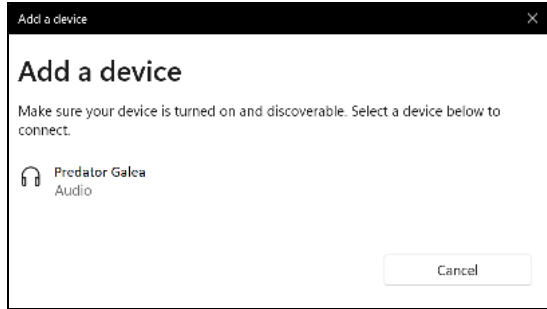 Add a device
Add a device
Make sure your device is turned on and discoverable. Select a device below to
connect.
Predator Galea
Audio
Cancel